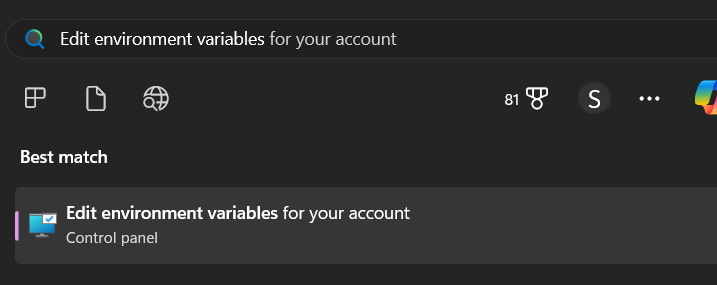 Edit environment variables for your account
81
S
Best match
Edit environment variables for your account
Control panel